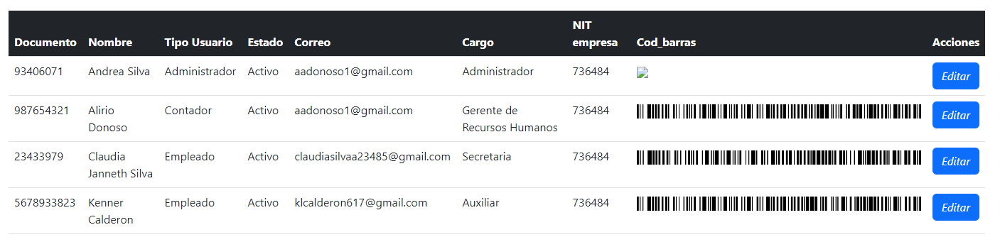 NIT
Documento Nombre Tipo Usuario Estado Correo Cargo empresa Cod_barras Acciones
93406071 Andrea Silva Administrador Activo aadonoso1@gmail.com Administrador 736484 Editar
987654321 Alirio Contador Activo aadonoso1@gmail.com Gerente de 736484 Editar
Donoso Recursos Humanos
23433979 Claudia Empleado Activo claudiasilvaa23485@gmail.com Secretaria 736484 Editar
Janneth Silva
5678933823 Kenner Empleado Activo klcalderon617@gmail.com Auxiliar 736484 Editar
Calderon